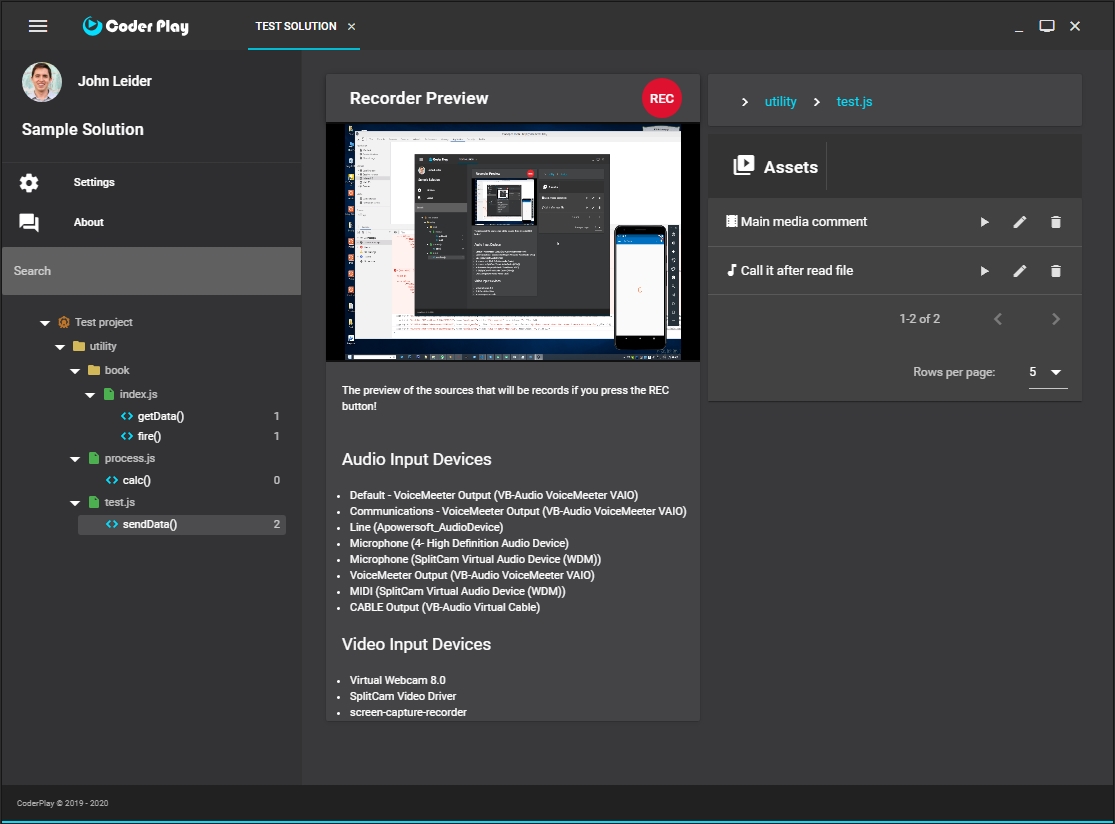 Coder Play
TEST SOLUTION
John Leider
Sample Solution
Settings
About
Search
Test project
utility
book
index.js
getData() 1
fire() 1
process.js
calc() 0
test.js
sendData() 2
Recorder Preview
REC
The preview of the sources that will be records if you press the REC
button!
Audio Input Devices
Default - VoiceMeeter Output (VB-Audio VoiceMeeter VAIO)
Communications - VoiceMeeter Output (VB-Audio VoiceMeeter VAIO)
Line (Apowersoft_AudioDevice)
Microphone (4- High Definition Audio Device)
Microphone (SplitCam Virtual Audio Device (WDM))
VoiceMeeter Output (VB-Audio VoiceMeeter VAIO)
MIDI (SplitCam Virtual Audio Device (WDM))
CABLE Output (VB-Audio Virtual Cable)
Video Input Devices
Virtual Webcam 8.0
SplitCam Video Driver
screen-capture-recorder
utility test.js
Assets
Main media comment
Call it after read file
1-2 of 2
Rows per page: 5
CoderPlay © 2019 - 2020